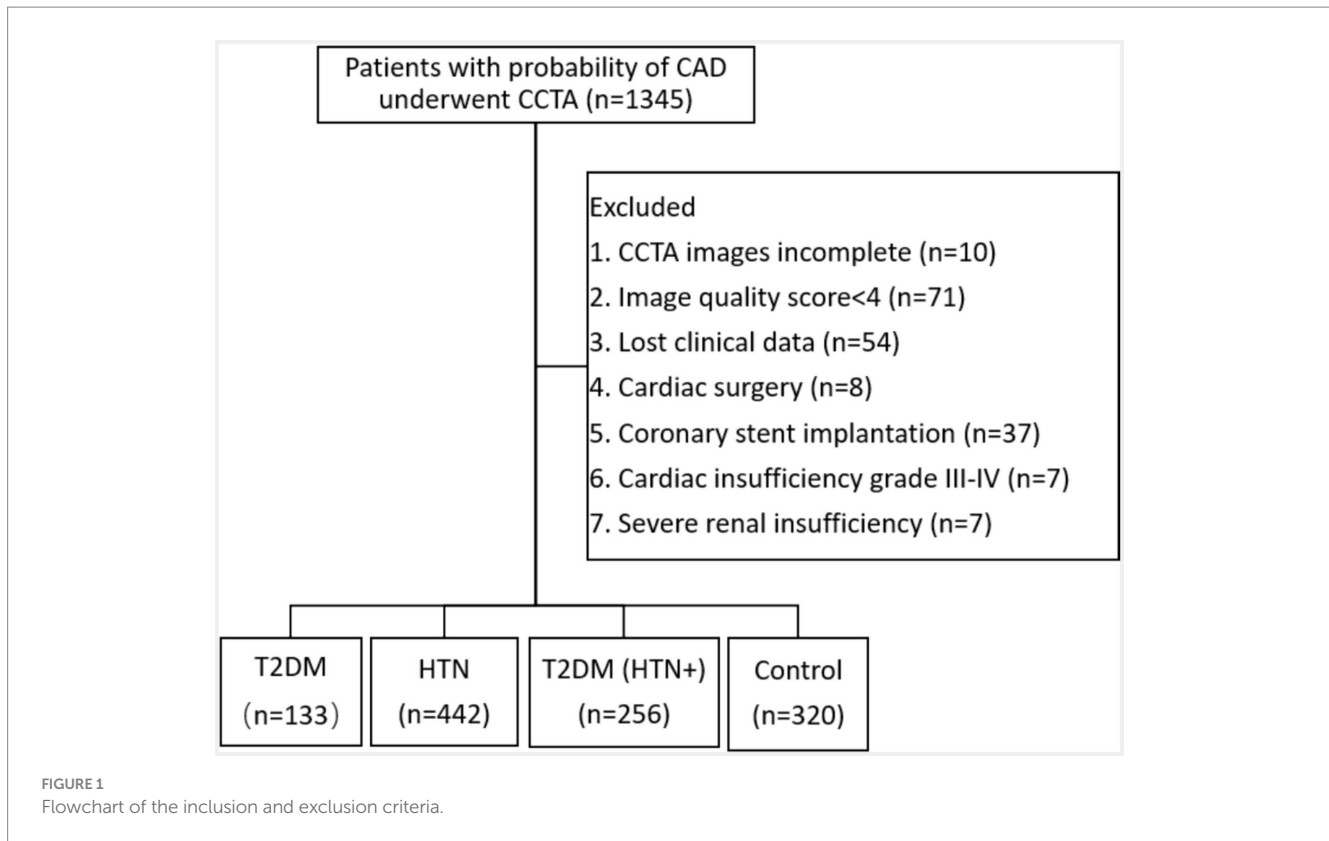 Patients with probability of CAD
underwent CCTA (n=1345)
Excluded
1. CCTA images incomplete (n=10)
2. Image quality score<4 (n=71)
3. Lost clinical data (n=54)
4. Cardiac surgery (n=8)
5. Coronary stent implantation (n=37)
6. Cardiac insufficiency grade III-IV (n=7)
7. Severe renal insufficiency (n=7)
T2DM
（n=133）
HTN
(n=442)
T2DM (HTN+)
(n=256)
Control
(n=320)
FIGURE 1
Flowchart of the inclusion and exclusion criteria.